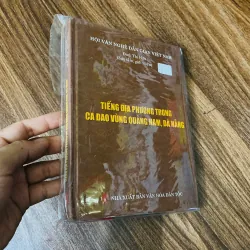 HỘI VĂN NGHỆ DÂN GIAN VIỆT NAM
TIẾNG ĐỊA PHƯƠNG TRONG
CA DAO VÙNG QUẢNG NAM, ĐÀ NẴNG
NHÀ XUẤT BẢN VĂN HÓA DÂN TỘC